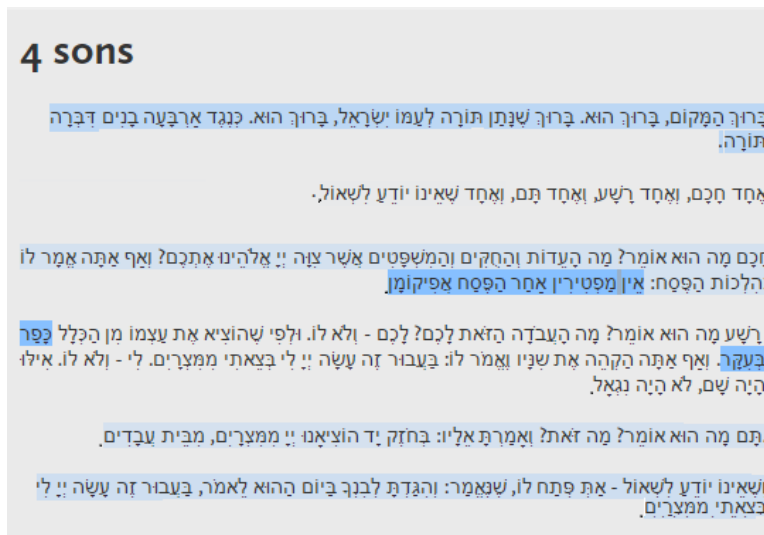 4 sons
בָּרוּךְ הַמָּקוֹם, בָּרוּךְ הוּא. בָּרוּךְ שֶׁנָּתַן תּוֹרָה לְעַמּוֹ יִשְׂרָאֵל, בָּרוּךְ הוּא. כְּנֶגֶד אַרְבָּעָה בָנִים דִּבְּרָה
תּוֹרָה.
אֶחָד חָכָם, וְאֶחָד רָשָׁע, וְאֶחָד תָּם, וְאֶחָד שֶׁאֵינוֹ יוֹדֵעַ לִשְׁאוֹל.
חָכָם מָה הוּא אוֹמֵר? מַה הָעֵדוֹת וְהַחֻקִּים וְהַמִּשְׁפָּטִים אֲשֶׁר צִוָּה יְיָ אֱלֹהֵינוּ אֶתְכֶם? וְאַף אַתָּה אֱמָר לוֹ
כְּהִלְכוֹת הַפֶּסַח: אֵין מַפְטִירִין אַחַר הַפֶּסַח אֲפִיקוֹמָן
רָשָׁע מָה הוּא אוֹמֵר? מָה הָעֲבֹדָה הַזֹּאת לָכֶם? לָכֶם - וְלֹא לוֹ. וּלְפִי שֶׁהוֹצִיא אֶת עַצְמוֹ מִן הַכְּלָל כָּפַר
בְּעִקָּר. וְאַף אַתָּה הַקְהֵה אֶת שִׁנָּיו וֶאֱמֹר לוֹ: בַּעֲבוּר זֶה עָשָׂה יְיָ לִי בְּצֵאתִי מִמִּצְרָיִם. לִי - וְלֹא לוֹ. אִילּוּ
הָיָה שָׁם, לֹא הָיָה נִגְאָל
תָּם מָה הוּא אוֹמֵר? מַה זֹּאת? וְאָמַרְתָּ אֵלָיו: בְּחֹזֶק יָד הוֹצִיאָנוּ יְיָ מִמִּצְרָיִם, מִבֵּית עֲבָדִים
וְשֶׁאֵינוֹ יוֹדֵעַ לִשְׁאוֹל - אַתְּ פְּתַח לוֹ, שֶׁנֶּאֱמַר: וְהִגַּדְתָּ לְבִנְךָ בַּיּוֹם הַהוּא לֵאמֹר, בַּעֲבוּר זֶה עָשָׂה יְיָ לִי
בְּצֵאתִי מִמִּצְרַיִם